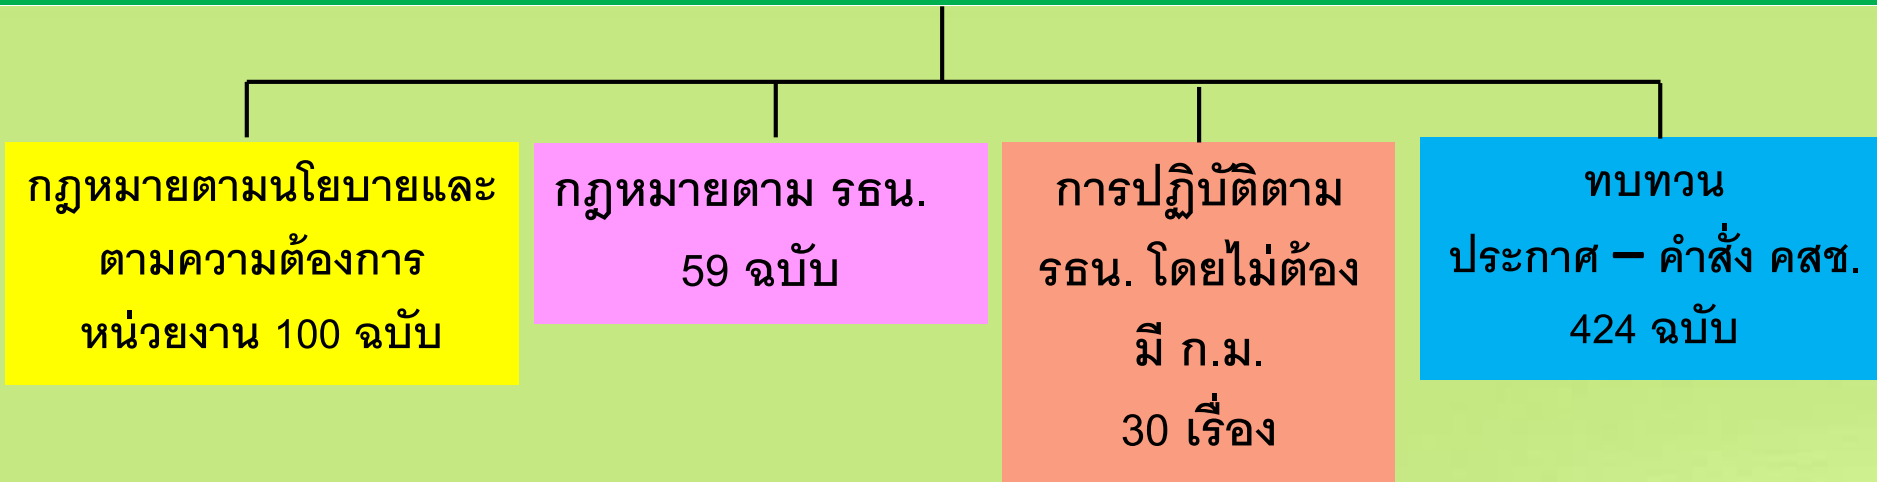 กฎหมายตามนโยบายและ
ตามความต้องการ
หน่วยงาน 100 ฉบับ
กฎหมายตาม รธน.
59 ฉบับ
การปฏิบัติตาม
รธน. โดยไม่ต้อง
มี ก.ม.
30 เรื่อง
ทบทวน
ประกาศ – คำสั่ง คสช.
424 ฉบับ